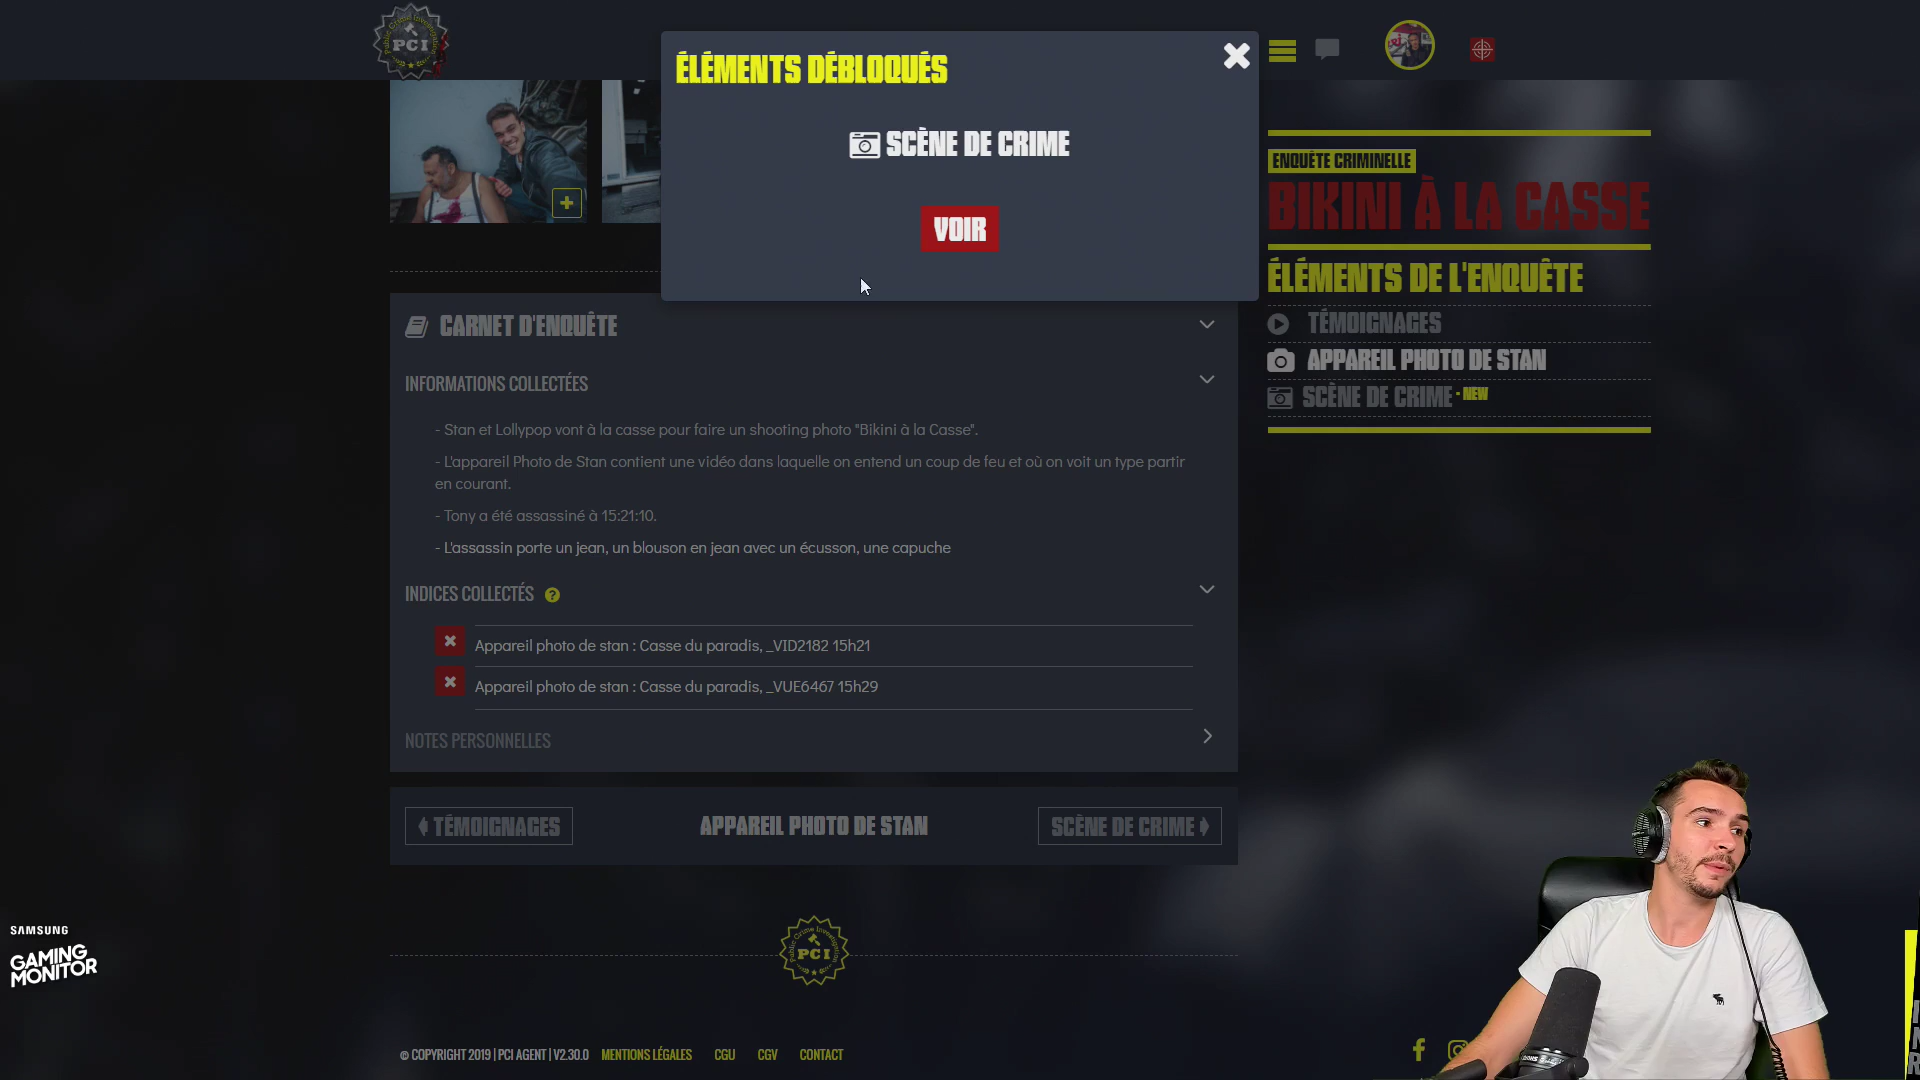 Public Crime Investigation
PCI
ÉLÉMENTS DÉBLOQUÉS
SCÈNE DE CRIME
VOIR
ENQUÊTE CRIMINELLE
BIKINI À LA CASSE
ÉLÉMENTS DE L'ENQUÊTE
TÉMOIGNAGES
APPAREIL PHOTO DE STAN
SCÈNE DE CRIME - NEW
CARNET D'ENQUÊTE
INFORMATIONS COLLECTÉES
- Stan et Lollypop vont à la casse pour faire un shooting photo "Bikini à la Casse".
- L'appareil Photo de Stan contient une vidéo dans laquelle on entend un coup de feu et où on voit un type partir
en courant.
- Tony a été assassiné à 15:21:10.
- L'assassin porte un jean, un blouson en jean avec un écusson, une capuche
INDICES COLLECTÉS ?
Appareil photo de stan : Casse du paradis, _VID2182 15h21
Appareil photo de stan : Casse du paradis, _VUE6467 15h29
NOTES PERSONNELLES
TÉMOIGNAGES
APPAREIL PHOTO DE STAN
SCÈNE DE CRIME
Public Crime Investigation
PCI
SAMSUNG
GAMING
MONITOR
© COPYRIGHT 2019 | PCI AGENT | V2.30.0 MENTIONS LÉGALES CGU CGV CONTACT